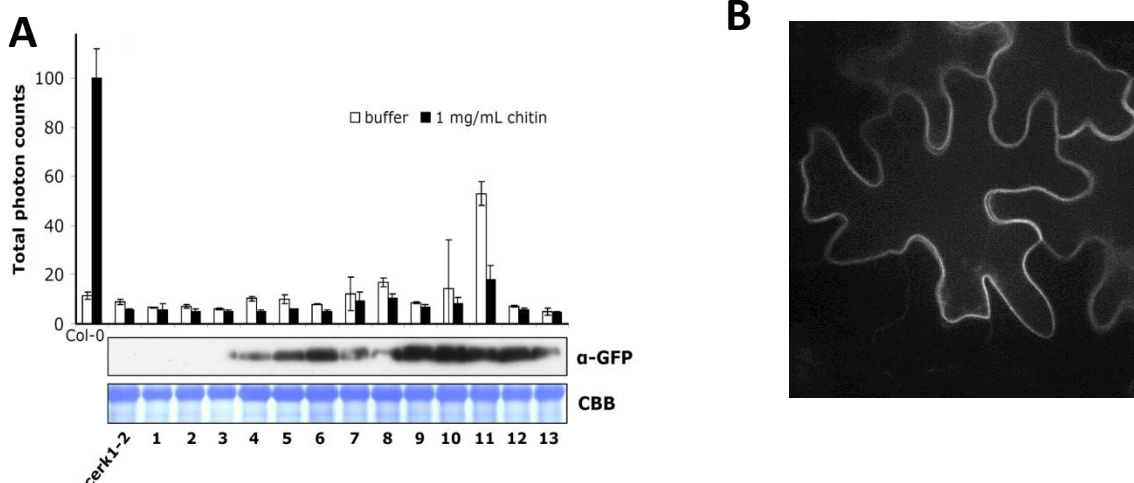 A
B
Total photon counts
100
80
60
40
20
0
buffer 1 mg/mL chitin
Col-0
α-GFP
CBB
cerk1-2 1 2 3 4 5 6 7 8 9 10 11 12 13